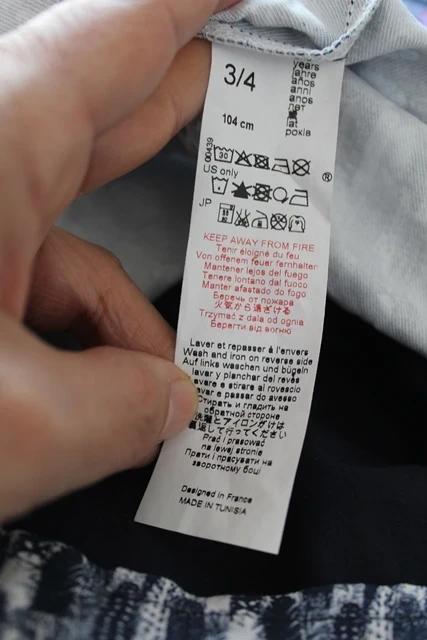 3/4
years
jahre
años
anni
anos
лет
lat
років
104 cm
00439
30
US only
®
JP
KEEP AWAY FROM FIRE
Tenir éloigné du feu
Von offenem feuer fernhalten
Mantener lejos del fuego
Tenere lontano dal fuoco
Manter afastado do fogo
Беречь от пожара
火気から遠ざける
Trzymać z dala od ognia
Берегти від вогню
Laver et repasser à l'envers
Wash and iron on reverse side
Auf links waschen und bügeln
lavar y planchar del revés
lavare e stirare al rovescio
lavar e passar do avesso
Стирать и гладить на
обратной стороне
洗濯とアイロンがけは
裏返して行ってください
Prać i prasować
na lewej stronie
Прати і прасувати на
зворотному боці
Designed in France
MADE IN TUNISIA